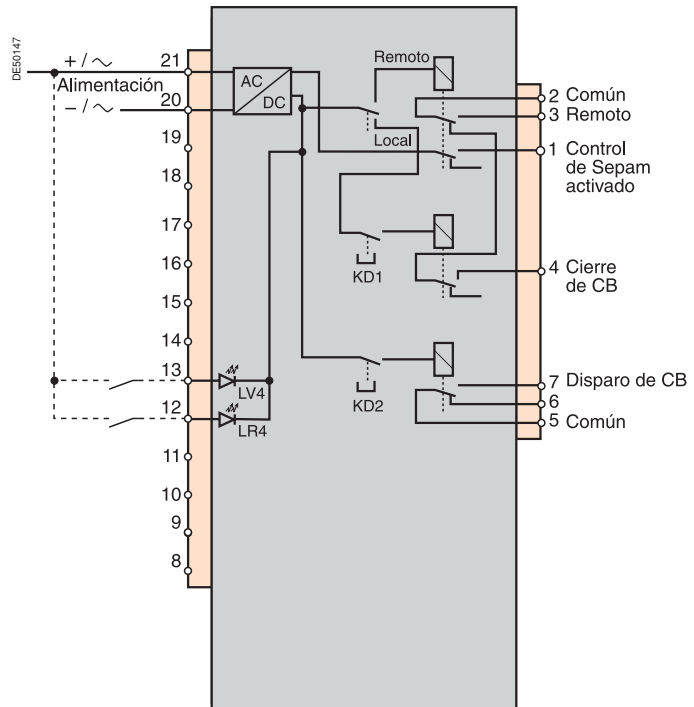 DE50147
+ / ∼
21
Alimentación
− / ∼
20
19
18
17
16
15
14
13
12
11
10
9
8
AC
DC
Remoto
Local
KD1
KD2
LV4
LR4
2 Común
3 Remoto
1 Control
de Sepam
activado
4 Cierre
de CB
7 Disparo de CB
6
5 Común